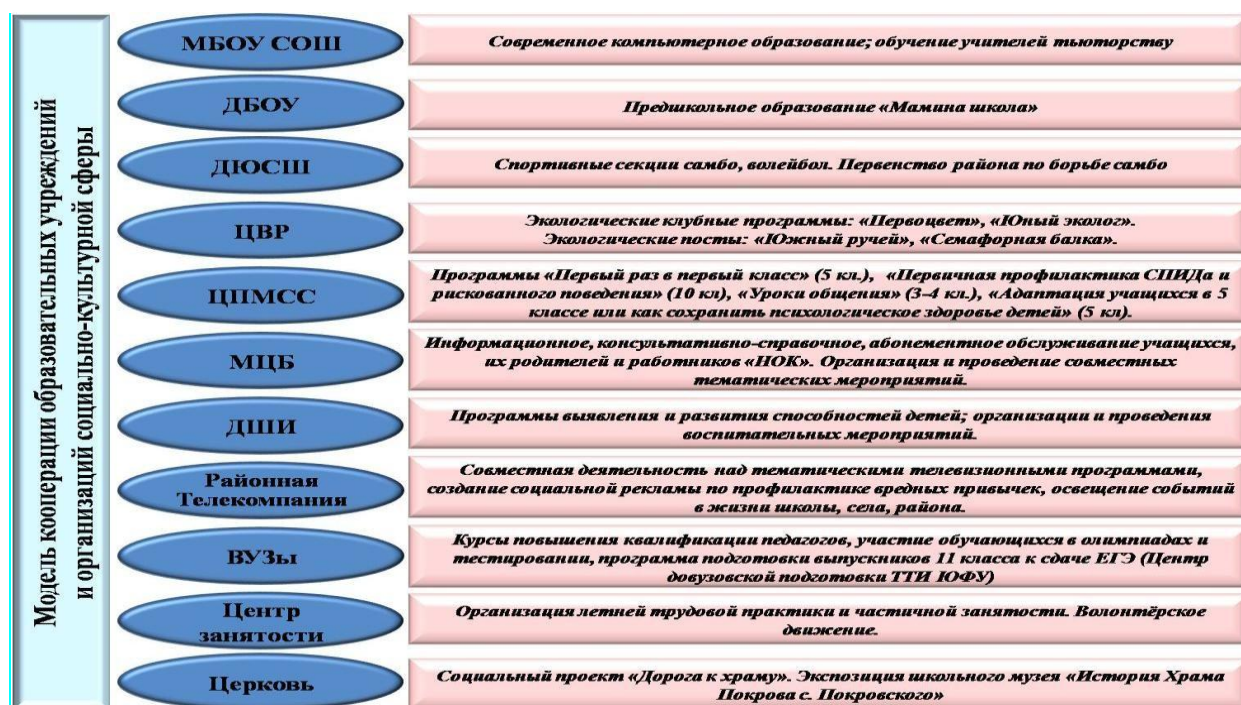 Модель кооперации образовательных учреждений
и организаций социально-культурной сферы
МБОУ СОШ
Современное компьютерное образование; обучение учителей тьюторству
ДБОУ
Предшкольное образование «Мамина школа»
ДЮСШ
Спортивные секции самбо, волейбол. Первенство района по борьбе самбо
ЦВР
Экологические клубные программы: «Первоцвет», «Юный эколог».
Экологические посты: «Южный ручей», «Семафорная балка».
ЦПМСС
Программы «Первый раз в первый класс» (5 кл.), «Первичная профилактика СПИДа и
рискованного поведения» (10 кл), «Уроки общения» (3-4 кл.), «Адаптация учащихся в 5
классе или как сохранить психологическое здоровье детей» (5 кл).
МЦБ
Информационное, консультативно-справочное, абонементное обслуживание учащихся,
их родителей и работников «НОК». Организация и проведение совместных
тематических мероприятий.
ДШИ
Программы выявления и развития способностей детей; организации и проведения
воспитательных мероприятий.
Районная
Телекомпания
Совместная деятельность над тематическими телевизионными программами,
создание социальной рекламы по профилактике вредных привычек, освещение событий
в жизни школы, села, района.
ВУЗы
Курсы повышения квалификации педагогов, участие обучающихся в олимпиадах и
тестировании, программа подготовки выпускников 11 класса к сдаче ЕГЭ (Центр
довузовской подготовки ТТИ ЮФУ)
Центр
занятости
Организация летней трудовой практики и частичной занятости. Волонтёрское
движение.
Церковь
Социальный проект «Дорога к храму». Экспозиция школьного музея «История Храма
Покрова с. Покровского»